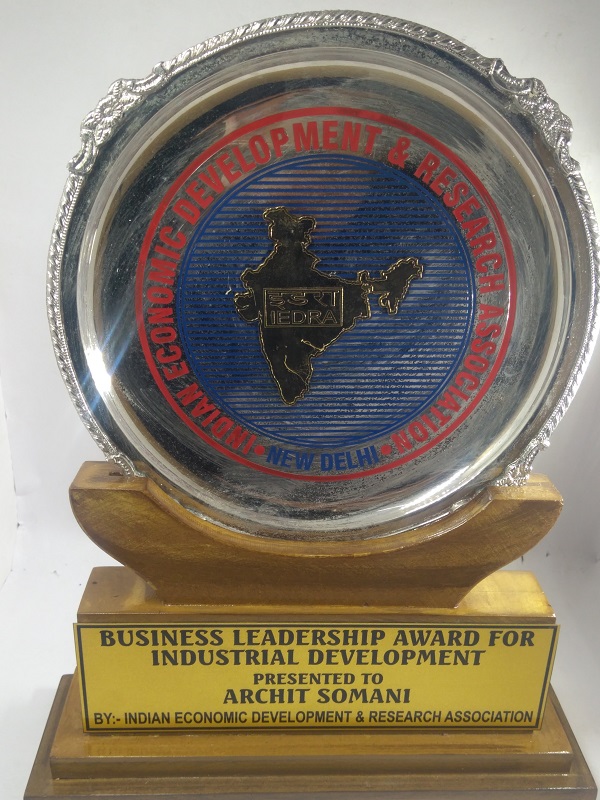 INDIAN ECONOMIC DEVELOPMENT & RESEARCH ASSOCIATION
• NEW DELHI •
इडरा
IEDRA
BUSINESS LEADERSHIP AWARD FOR
INDUSTRIAL DEVELOPMENT
PRESENTED TO
ARCHIT SOMANI
BY:- INDIAN ECONOMIC DEVELOPMENT & RESEARCH ASSOCIATION